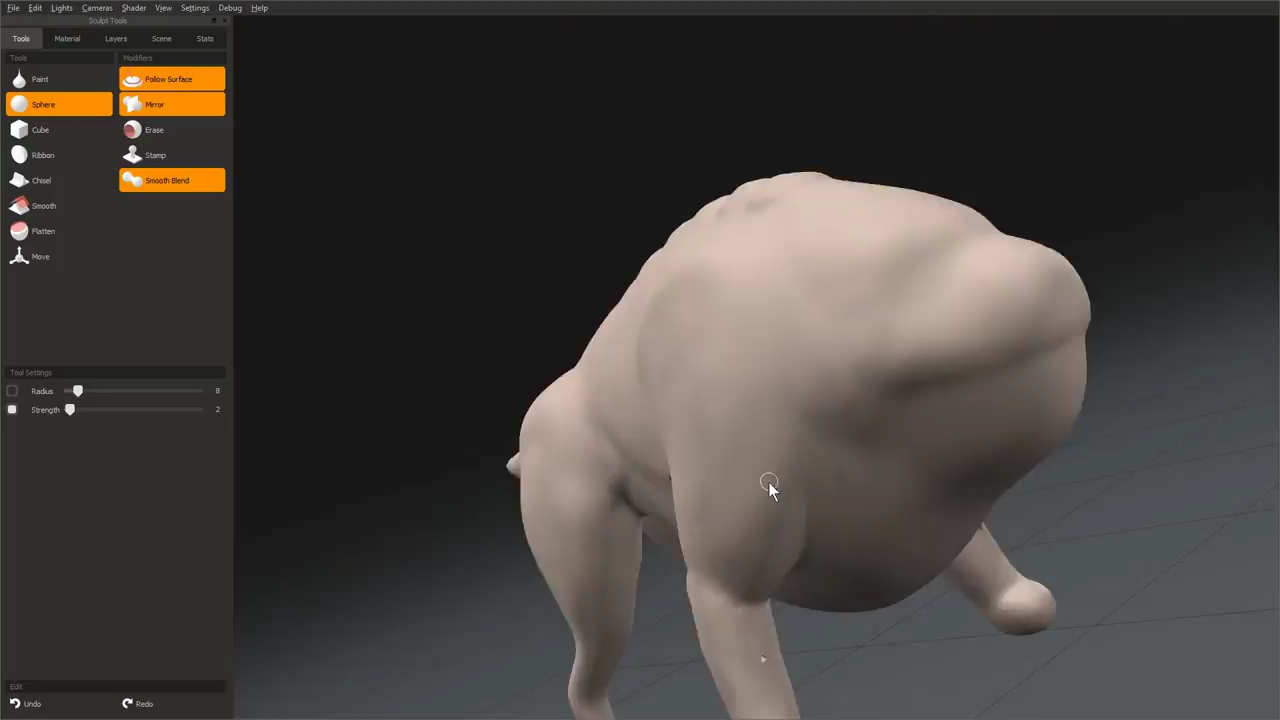 File Edit Lights Cameras Shader View Settings Debug Help
Sculpt Tools
Tools Material Layers Scene Stats
Tools Modifiers
Paint Follow Surface
Sphere Mirror
Cube Erase
Ribbon Stamp
Chisel Smooth Blend
Smooth
Flatten
Move
Tool Settings
Radius 8
Strength 2
Edit
Undo Redo